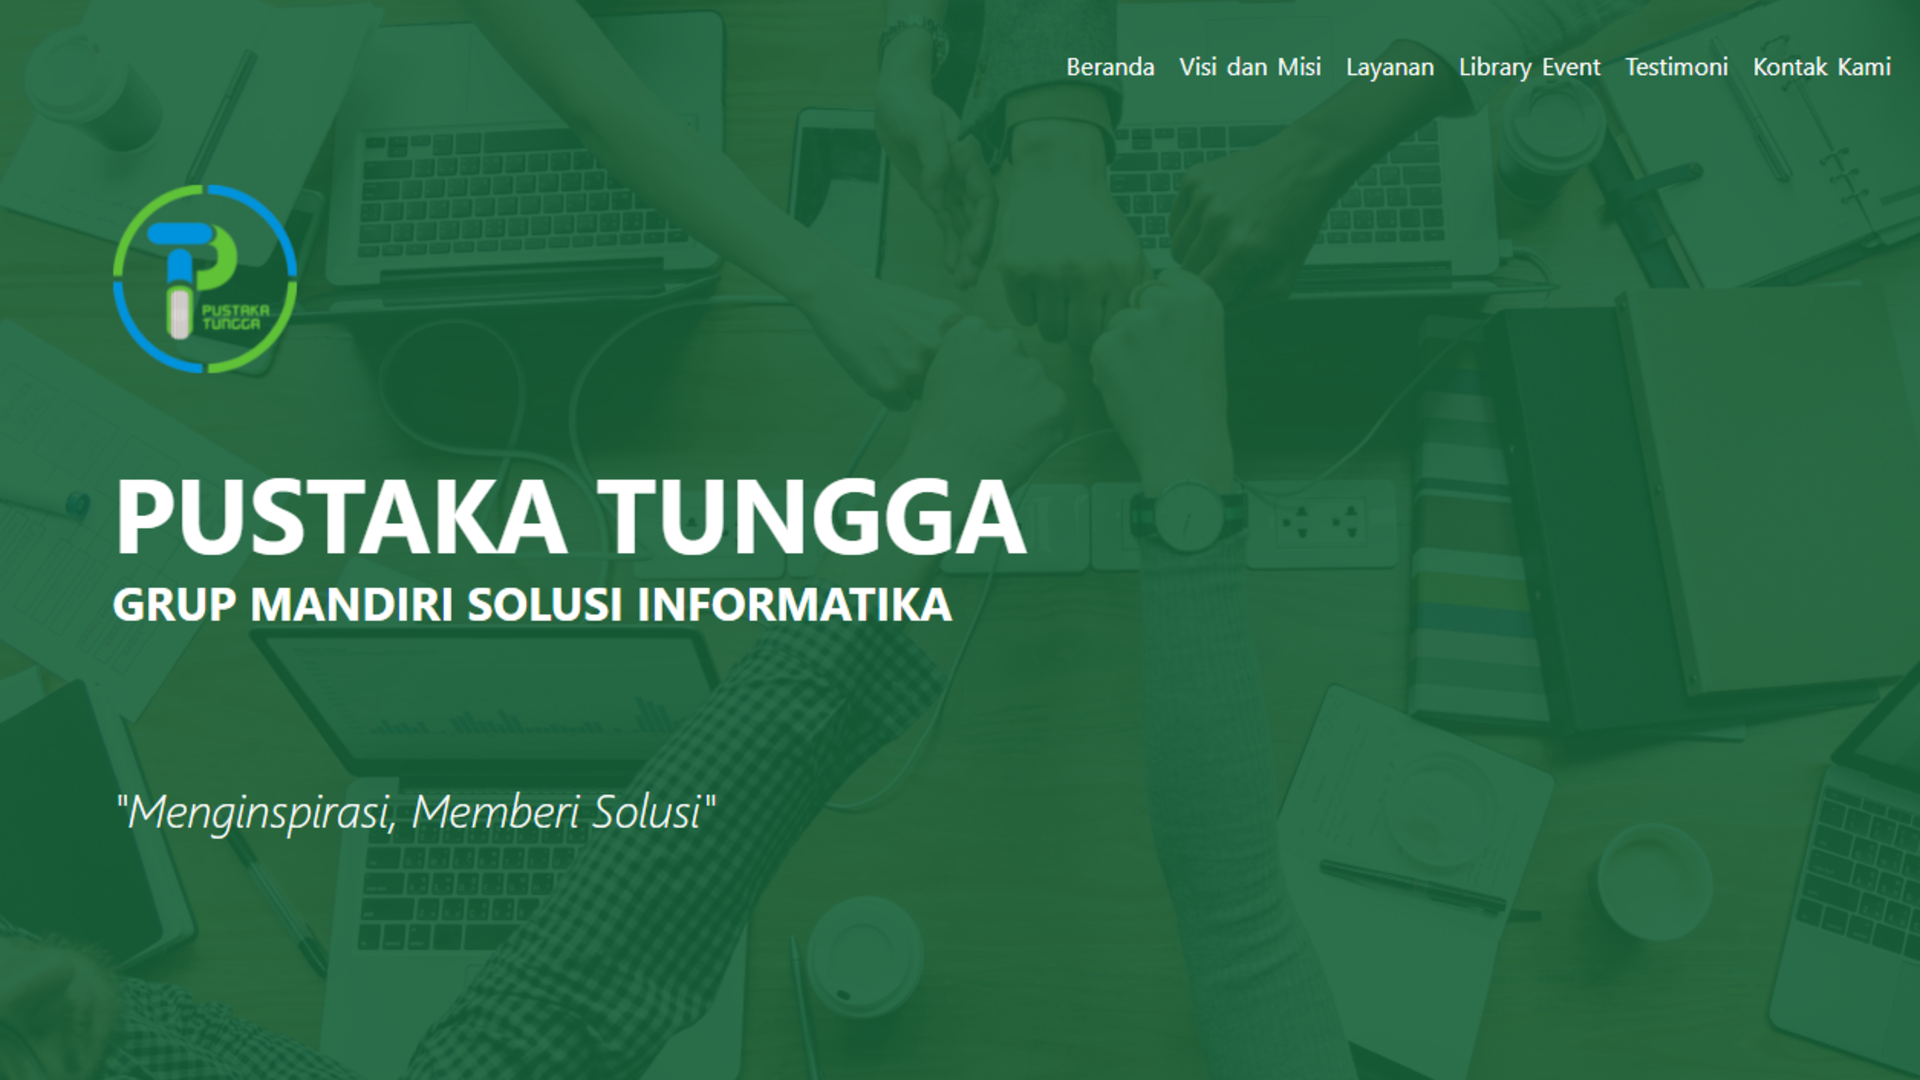 Beranda Visi dan Misi Layanan Library Event Testimoni Kontak Kami
PUSTAKA
TUNGGA
PUSTAKA TUNGGA
GRUP MANDIRI SOLUSI INFORMATIKA
"Menginspirasi, Memberi Solusi"